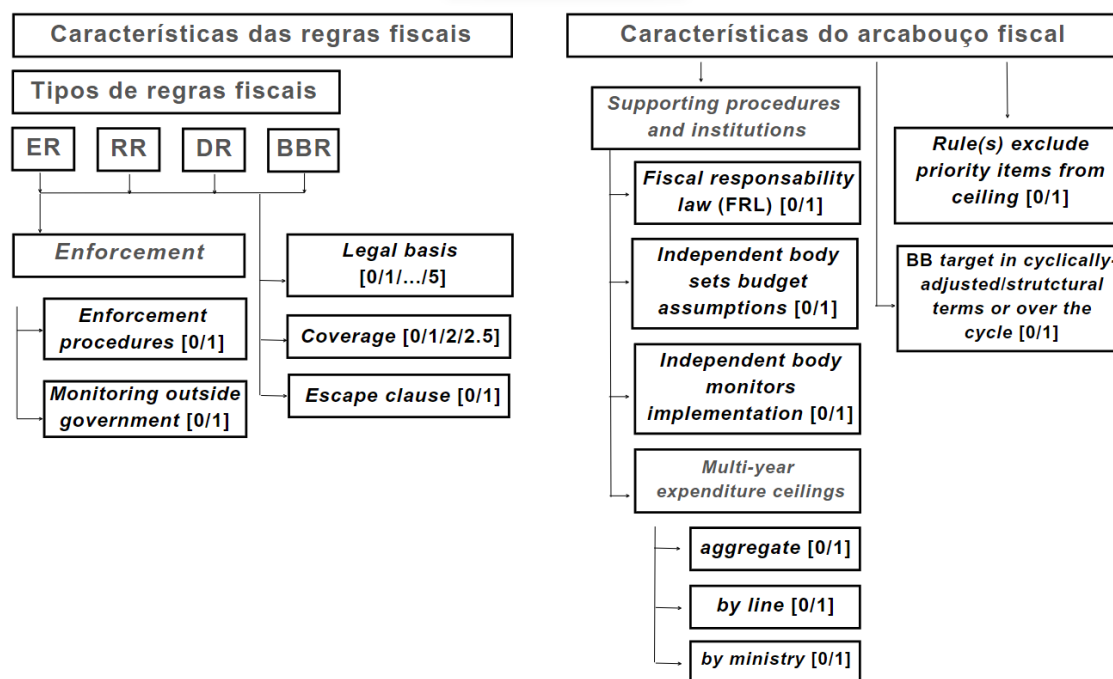 Características das regras fiscais
Tipos de regras fiscais
ER
RR
DR
BBR
Enforcement
Enforcement
procedures [0/1]
Monitoring outside
government [0/1]
Legal basis
[0/1/.../5]
Coverage [0/1/2/2.5]
Escape clause [0/1]
Características do arcabouço fiscal
Supporting procedures
and institutions
Fiscal responsability
law (FRL) [0/1]
Independent body
sets budget
assumptions [0/1]
Independent body
monitors
implementation [0/1]
Multi-year
expenditure ceilings
aggregate [0/1]
by line [0/1]
by ministry [0/1]
Rule(s) exclude
priority items from
ceiling [0/1]
BB target in cyclically-
adjusted/strutctural
terms or over the
cycle [0/1]